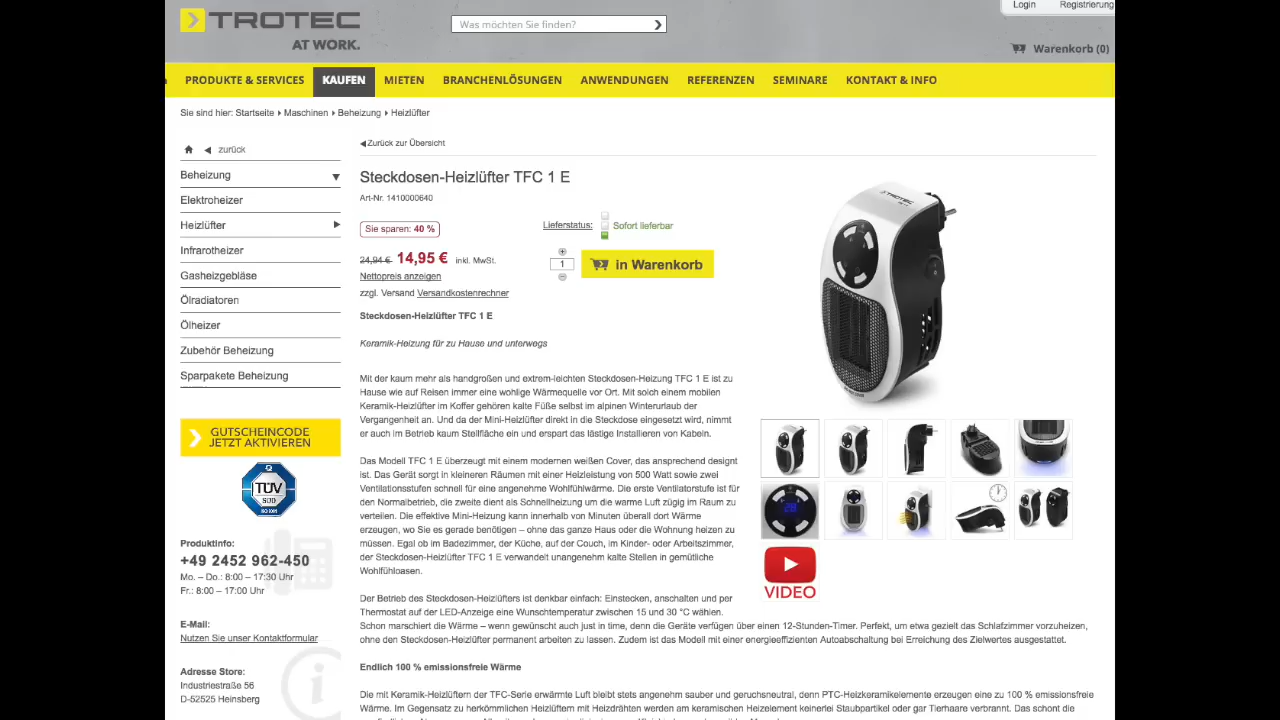 TROTEC
AT WORK.
Was möchten Sie finden?
Login Registrierung
Warenkorb (0)
PRODUKTE & SERVICES KAUFEN MIETEN BRANCHENLÖSUNGEN ANWENDUNGEN REFERENZEN SEMINARE KONTAKT & INFO
Sie sind hier: Startseite Maschinen Beheizung Heizlüfter
zurück
Beheizung
Elektroheizer
Heizlüfter
Infrarotheizer
Gasheizgebläse
Ölradiatoren
Ölheizer
Zubehör Beheizung
Sparpakete Beheizung
GUTSCHEINCODE
JETZT AKTIVIEREN
TÜV
SÜD
ISO 9001
Produktinfo:
+49 2452 962-450
Mo. – Do.: 8:00 – 17:30 Uhr
Fr.: 8:00 – 17:00 Uhr
E-Mail:
Nutzen Sie unser Kontaktformular
Adresse Store:
Industriestraße 56
D-52525 Heinsberg
Zurück zur Übersicht
Steckdosen-Heizlüfter TFC 1 E
Art-Nr. 1410000640
Sie sparen: 40 %
Lieferstatus: Sofort lieferbar
24,94 € 14,95 € inkl. MwSt.
1
in Warenkorb
Nettopreis anzeigen
zzgl. Versand Versandkostenrechner
Steckdosen-Heizlüfter TFC 1 E
Keramik-Heizung für zu Hause und unterwegs
Mit der kaum mehr als handgroßen und extrem-leichten Steckdosen-Heizung TFC 1 E ist zu
Hause wie auf Reisen immer eine wohlige Wärmequelle vor Ort. Mit solch einem mobilen
Keramik-Heizlüfter im Koffer gehören kalte Füße selbst im alpinen Winterurlaub der
Vergangenheit an. Und da der Mini-Heizlüfter direkt in die Steckdose eingesetzt wird, nimmt
er auch im Betrieb kaum Stellfläche ein und erspart das lästige Installieren von Kabeln.
Das Modell TFC 1 E überzeugt mit einem modernen weißen Cover, das ansprechend designt
ist. Das Gerät sorgt in kleineren Räumen mit einer Heizleistung von 500 Watt sowie zwei
Ventilationsstufen schnell für eine angenehme Wohlfühlwärme. Die erste Ventilatorstufe ist für
den Normalbetrieb, die zweite dient als Schnellheizung um die warme Luft zügig im Raum zu
verteilen. Die effektive Mini-Heizung kann innerhalb von Minuten überall dort Wärme
erzeugen, wo Sie es gerade benötigen – ohne das ganze Haus oder die Wohnung heizen zu
müssen. Egal ob im Badezimmer, der Küche, auf der Couch, im Kinder- oder Arbeitszimmer,
der Steckdosen-Heizlüfter TFC 1 E verwandelt unangenehm kalte Stellen in gemütliche
Wohlfühloasen.
Der Betrieb des Steckdosen-Heizlüfters ist denkbar einfach: Einstecken, anschalten und per
Thermostat auf der LED-Anzeige eine Wunschtemperatur zwischen 15 und 30 °C wählen.
Schon marschiert die Wärme – wenn gewünscht auch just in time, denn die Geräte verfügen über einen 12-Stunden-Timer. Perfekt, um etwa gezielt das Schlafzimmer vorzuheizen,
ohne den Steckdosen-Heizlüfter permanent arbeiten zu lassen. Zudem ist das Modell mit einer energieeffizienten Autoabschaltung bei Erreichung des Zielwertes ausgestattet.
Endlich 100 % emissionsfreie Wärme
Die mit Keramik-Heizlüftern der TFC-Serie erwärmte Luft bleibt stets angenehm sauber und geruchsneutral, denn PTC-Heizkeramikelemente erzeugen eine zu 100 % emissionsfreie
Wärme. Im Gegensatz zu herkömmlichen Heizlüftern mit Heizdrähten werden am keramischen Heizelement keinerlei Staubpartikel oder gar Tierhaare verbrannt. Das macht die
TROTEC
28
VIDEO